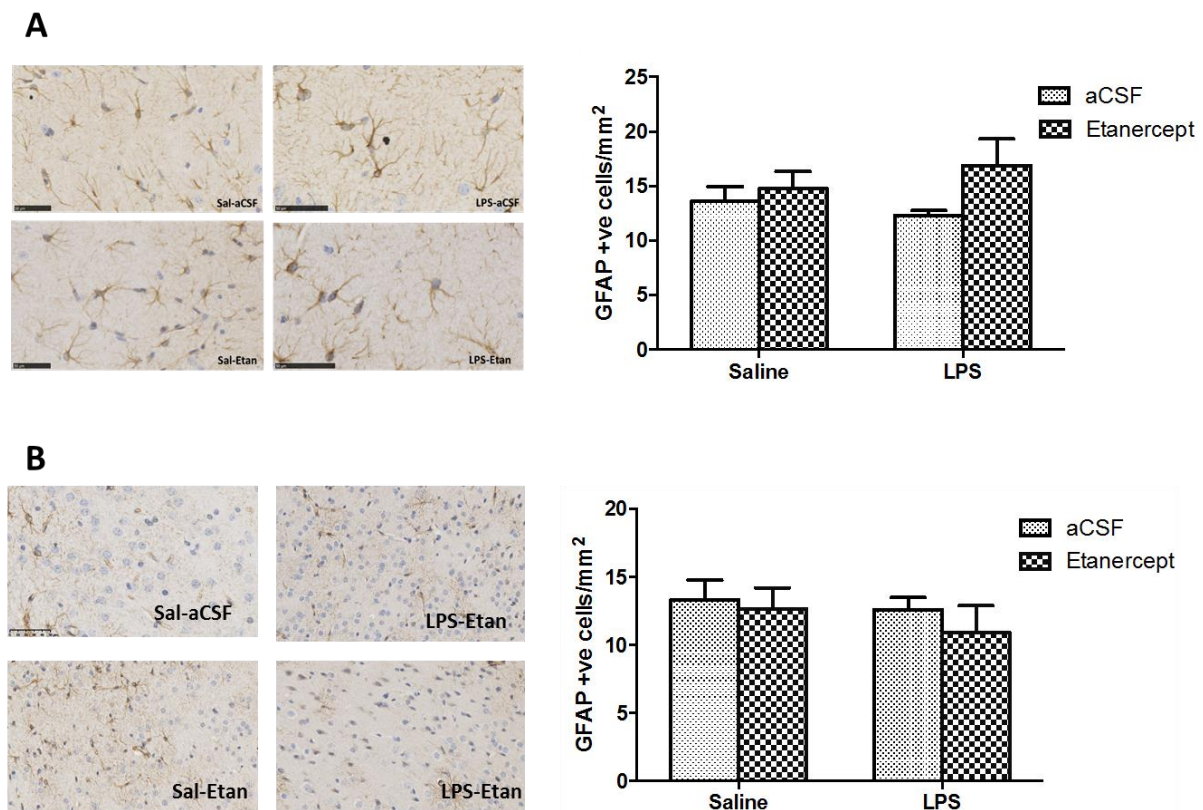 A
Sal-aCSF
LPS-aCSF
Sal-Etan
LPS-Etan
GFAP +ve cells/mm2
25
20
15
10
5
0
Saline
LPS
aCSF
Etanercept
B
Sal-aCSF
LPS-Etan
Sal-Etan
LPS-Etan
GFAP +ve cells/mm2
20
15
10
5
0
Saline
LPS
aCSF
Etanercept